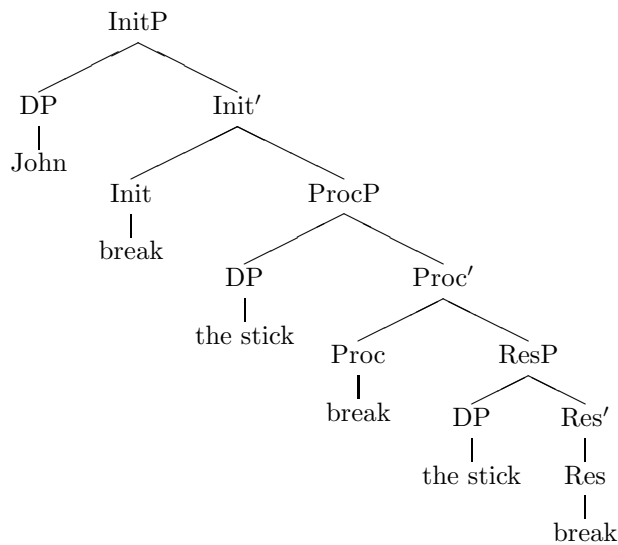 InitP
DP Init′
John
Init ProcP
break
DP Proc′
the stick
Proc ResP
break
DP Res′
the stick Res
break